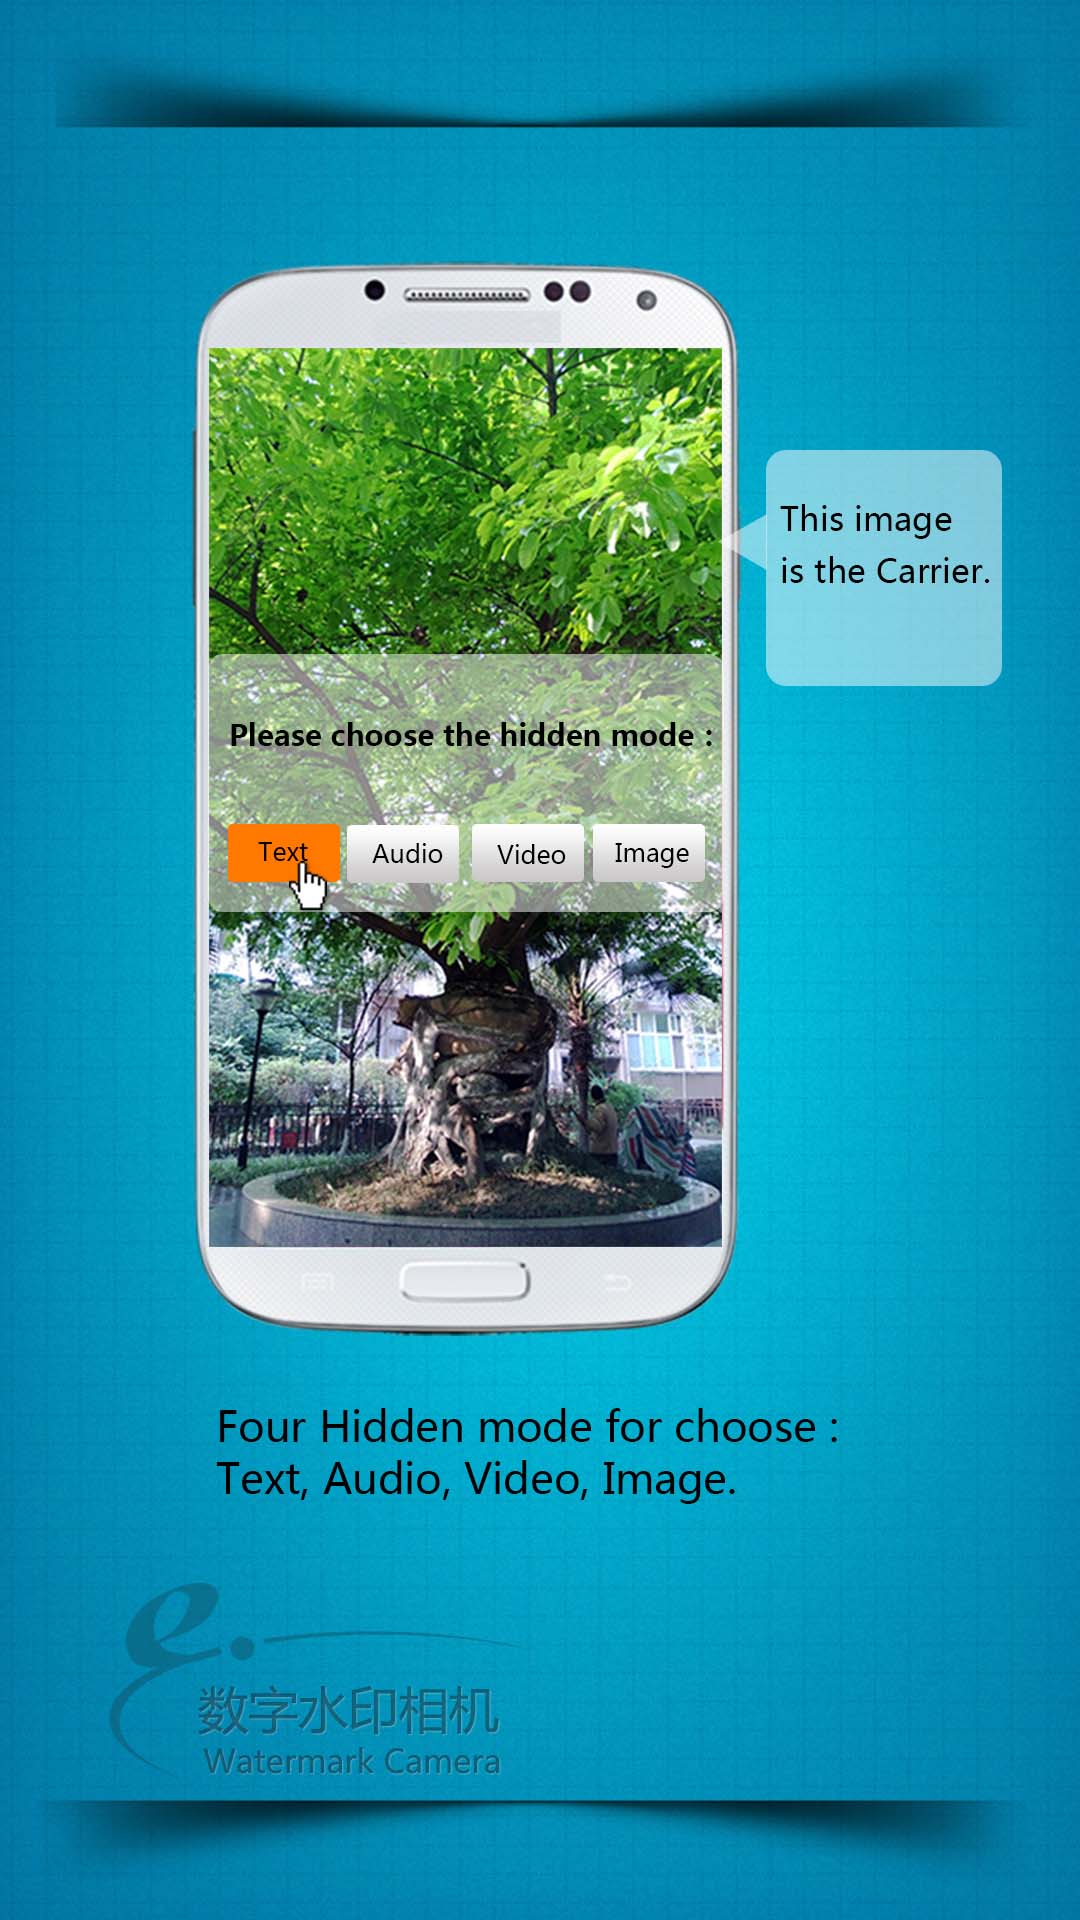 This image
is the Carrier.
Please choose the hidden mode :
Text Audio Video Image
Four Hidden mode for choose :
Text, Audio, Video, Image.
e.
数字水印相机
Watermark Camera